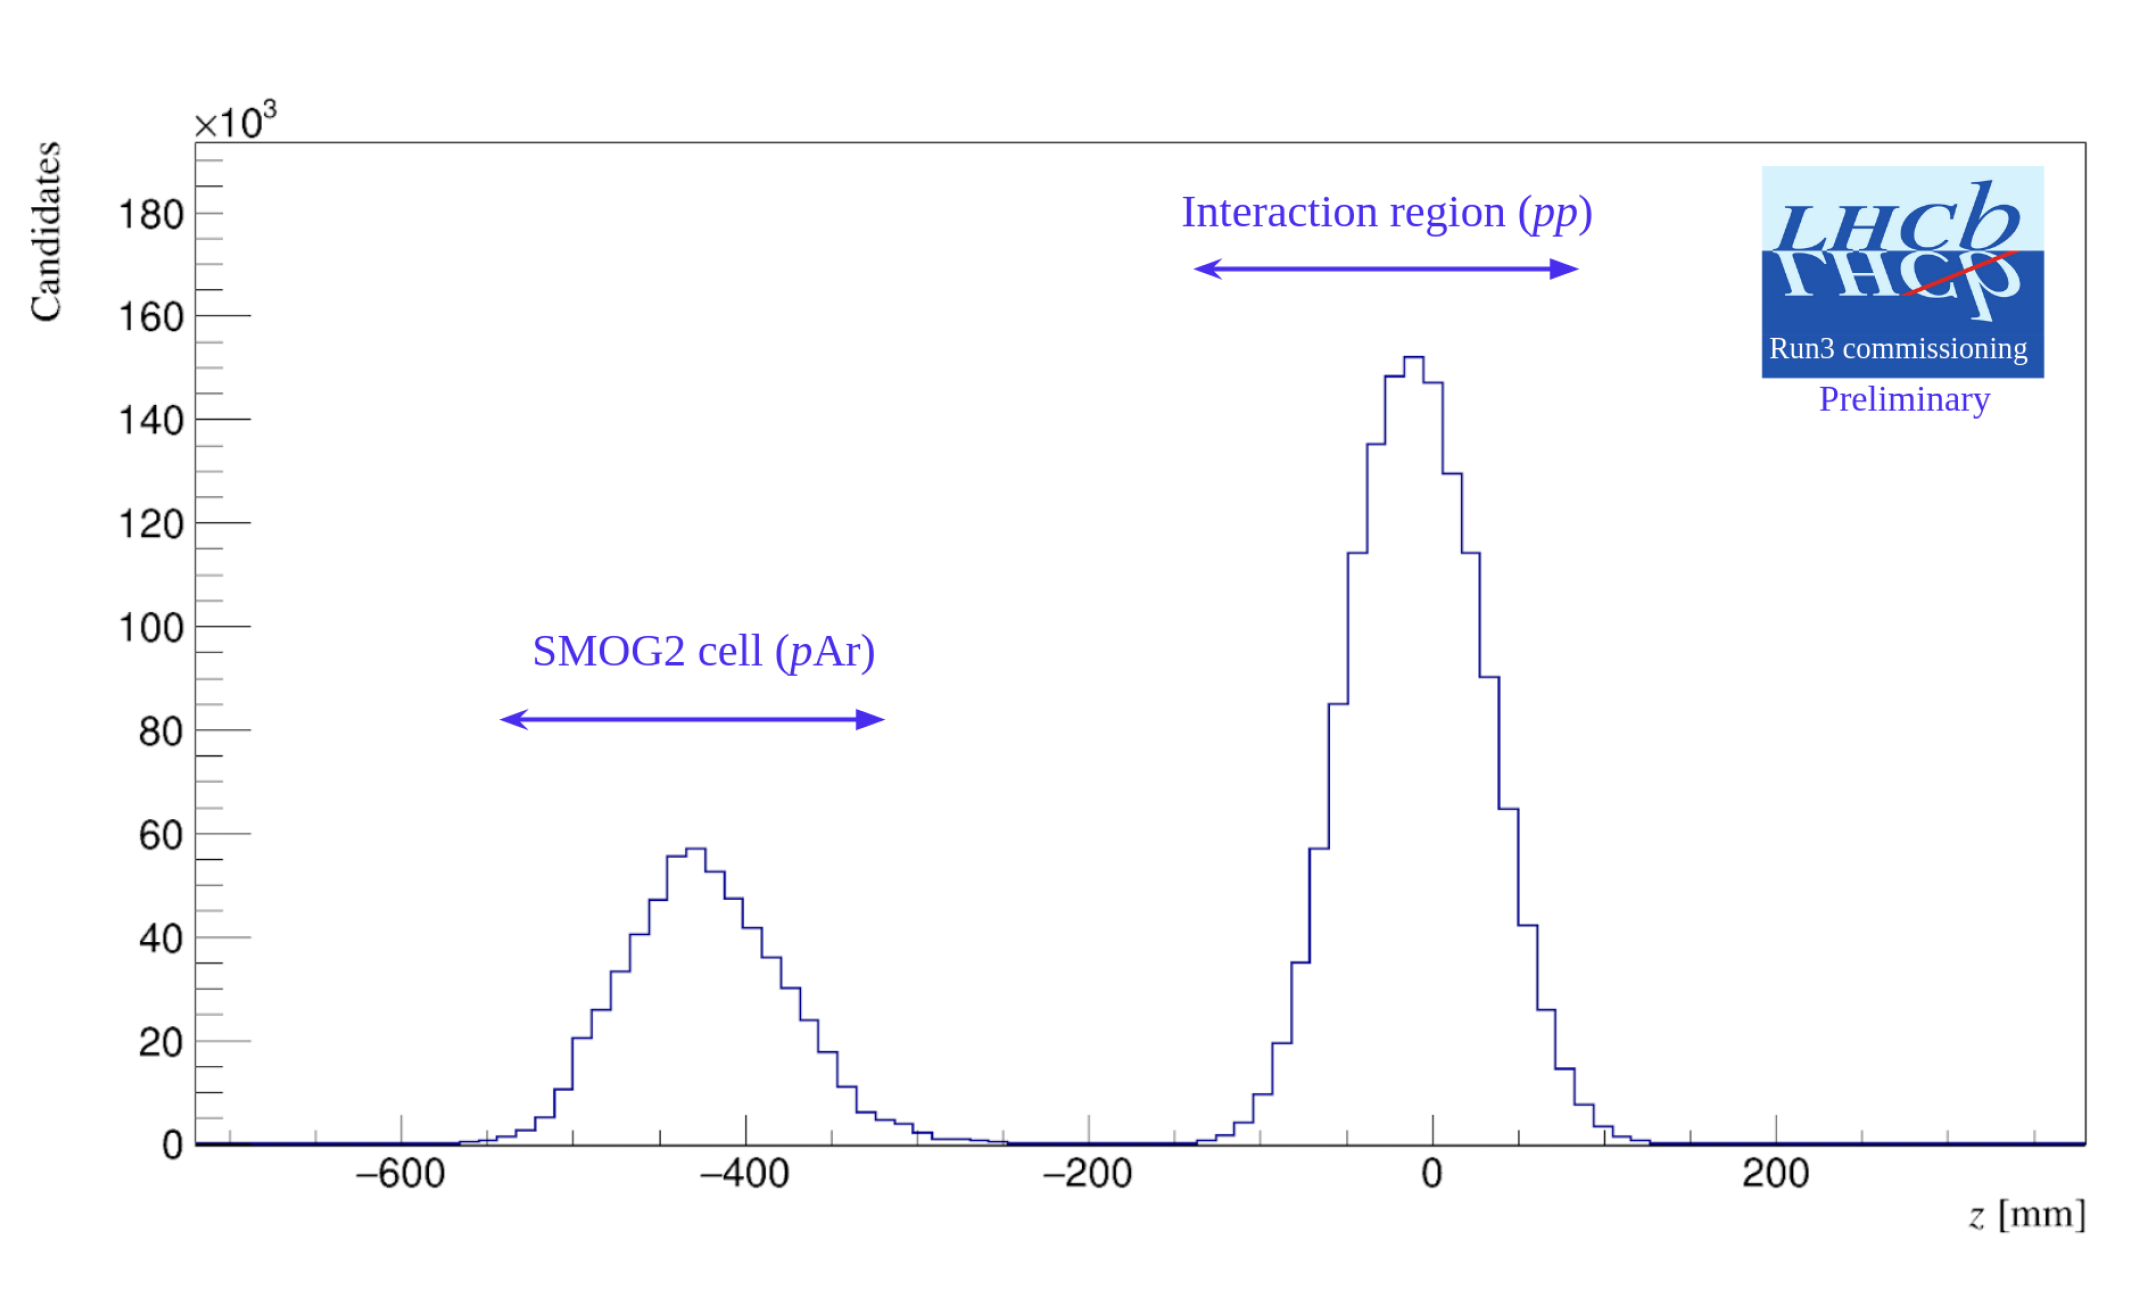 ×10³
Candidates
180
160
140
120
100
80
60
40
20
0
Interaction region (pp)
SMOG2 cell (pAr)
LHCb
LHCp
Run3 commissioning
Preliminary
−600 −400 −200 0 200
z [mm]